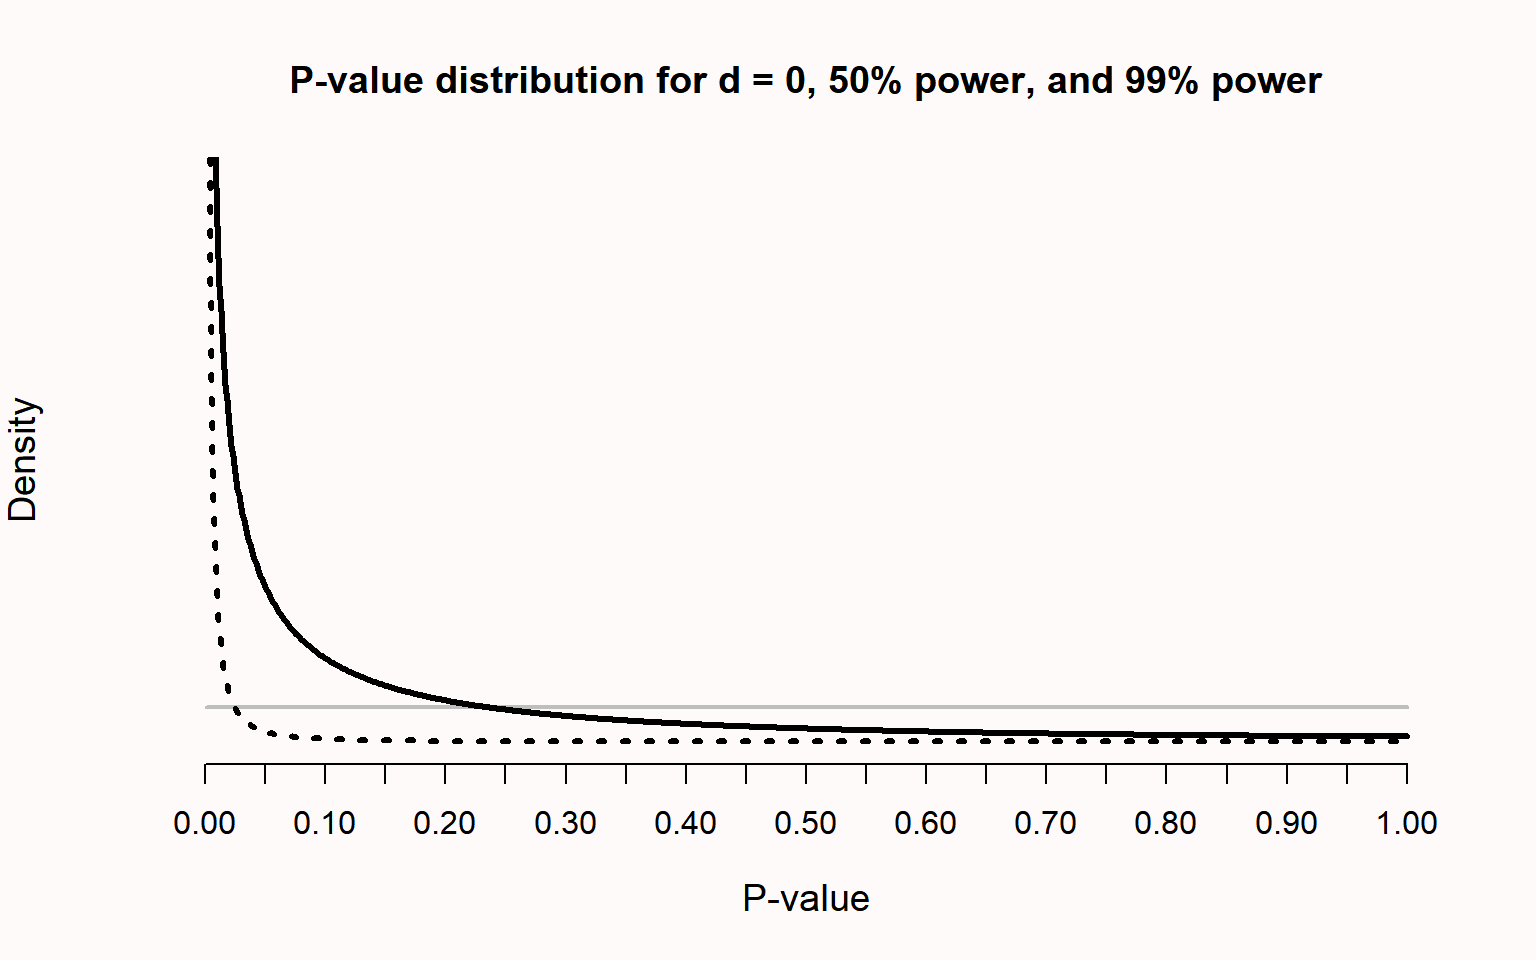 P-value distribution for d = 0, 50% power, and 99% power
Density
0.00 0.10 0.20 0.30 0.40 0.50 0.60 0.70 0.80 0.90 1.00
P-value